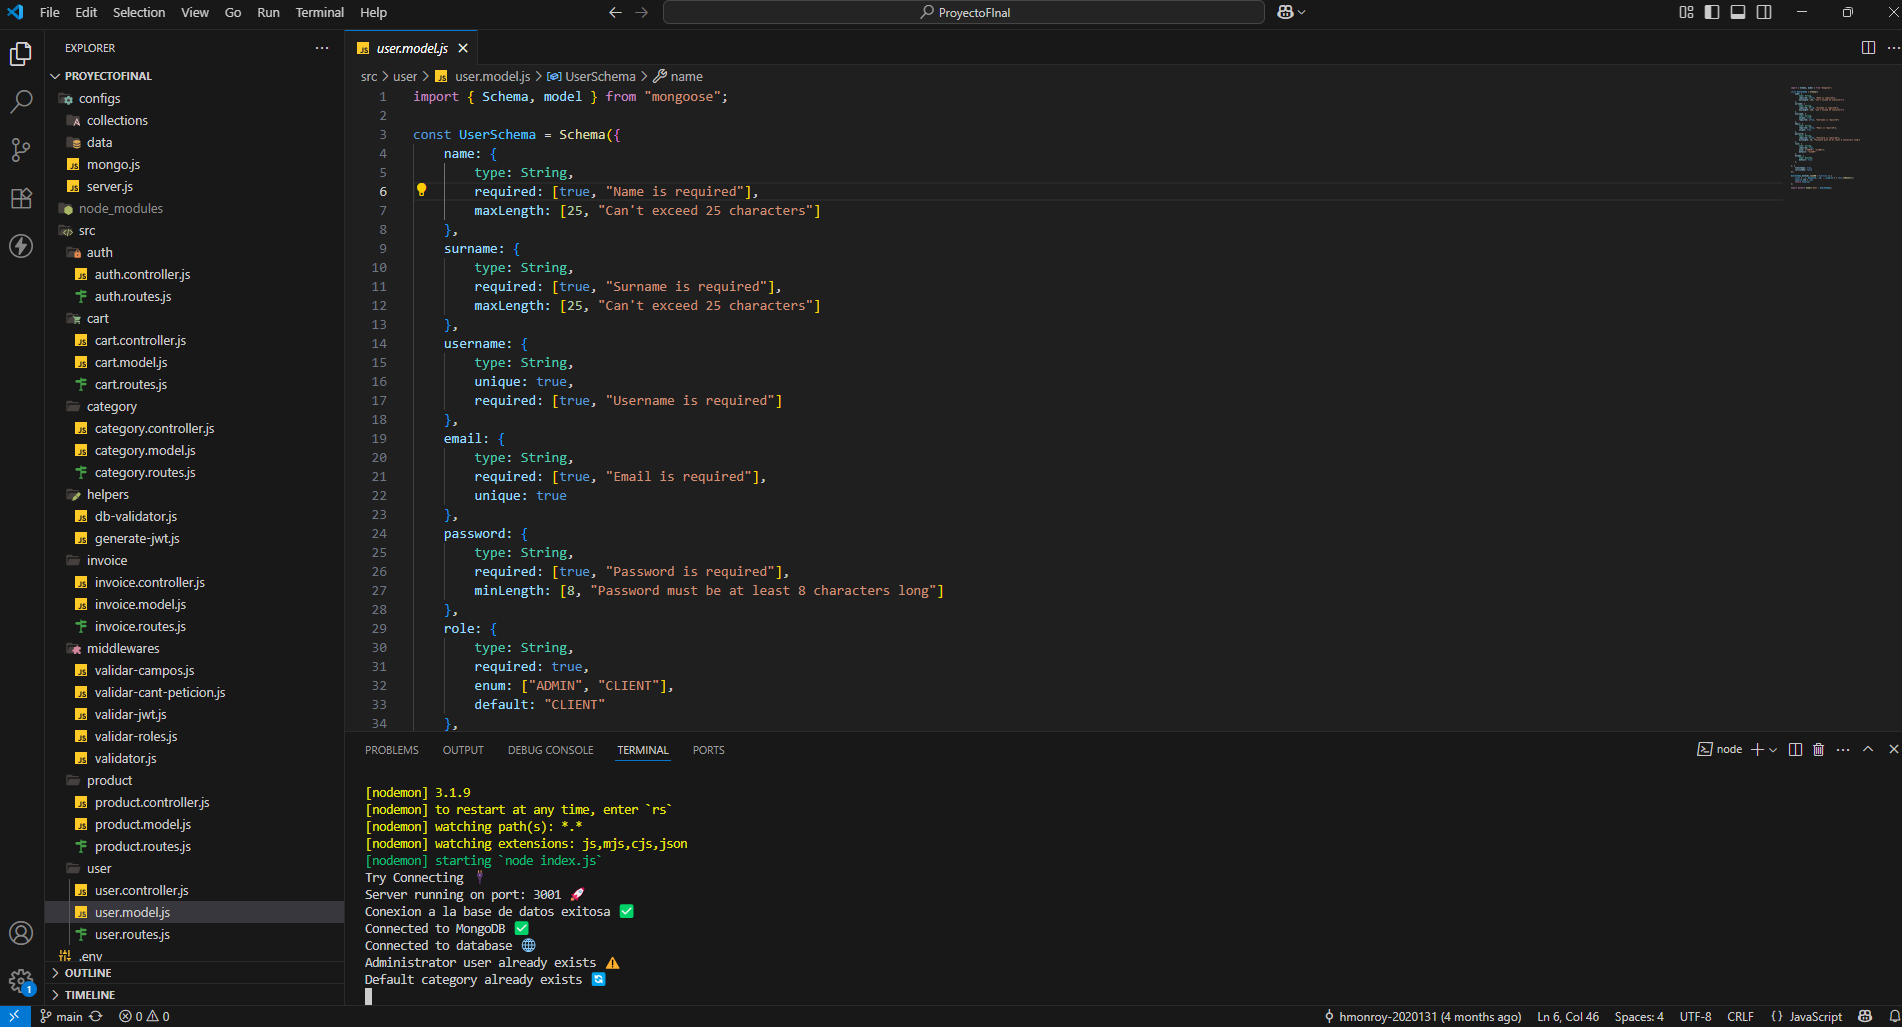 File Edit Selection View Go Run Terminal Help
ProyectoFInal
EXPLORER
PROYECTOFINAL
configs
collections
data
mongo.js
server.js
node_modules
src
auth
auth.controller.js
auth.routes.js
cart
cart.controller.js
cart.model.js
cart.routes.js
category
category.controller.js
category.model.js
category.routes.js
helpers
db-validator.js
generate-jwt.js
invoice
invoice.controller.js
invoice.model.js
invoice.routes.js
middlewares
validar-campos.js
validar-cant-peticion.js
validar-jwt.js
validar-roles.js
validator.js
product
product.controller.js
product.model.js
product.routes.js
user
user.controller.js
user.model.js
user.routes.js
.env
OUTLINE
TIMELINE
user.model.js
src > user > user.model.js > UserSchema > name
1 import { Schema, model } from "mongoose";
2
3 const UserSchema = Schema({
4 name: {
5 type: String,
6 required: [true, "Name is required"],
7 maxLength: [25, "Can't exceed 25 characters"]
8 },
9 surname: {
10 type: String,
11 required: [true, "Surname is required"],
12 maxLength: [25, "Can't exceed 25 characters"]
13 },
14 username: {
15 type: String,
16 unique: true,
17 required: [true, "Username is required"]
18 },
19 email: {
20 type: String,
21 required: [true, "Email is required"],
22 unique: true
23 },
24 password: {
25 type: String,
26 required: [true, "Password is required"],
27 minLength: [8, "Password must be at least 8 characters long"]
28 },
29 role: {
30 type: String,
31 required: true,
32 enum: ["ADMIN", "CLIENT"],
33 default: "CLIENT"
34 },
PROBLEMS OUTPUT DEBUG CONSOLE TERMINAL PORTS
node
[nodemon] 3.1.9
[nodemon] to restart at any time, enter `rs`
[nodemon] watching path(s): *.*
[nodemon] watching extensions: js,mjs,cjs,json
[nodemon] starting `node index.js`
Try Connecting
Server running on port: 3001 🚀
Conexion a la base de datos exitosa ✅
Connected to MongoDB ✅
Connected to database 🌐
Administrator user already exists ⚠️
Default category already exists 🔄
1
main 0 0 hmonroy-2020131 (4 months ago) Ln 6, Col 46 Spaces: 4 UTF-8 CRLF {} JavaScript